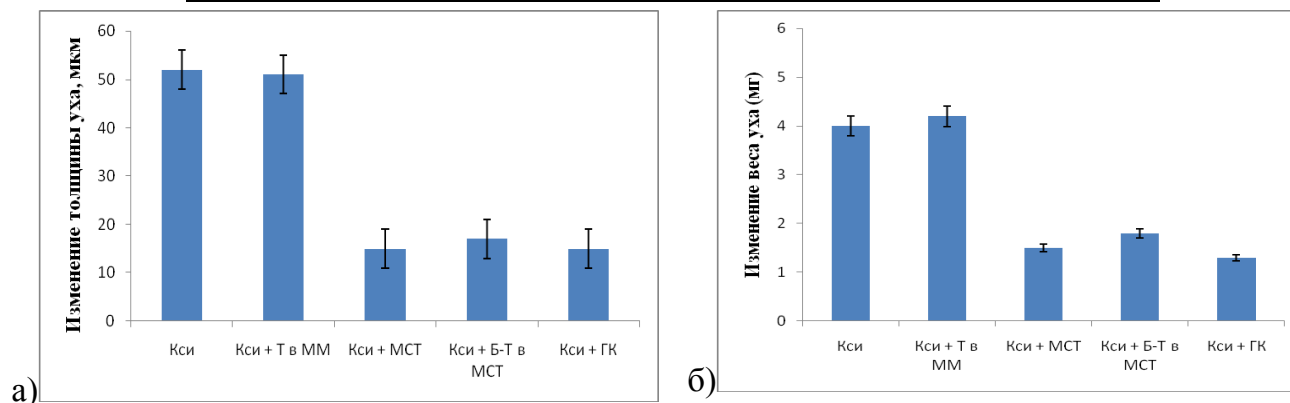 Изменение толщины уха, мкм
60
50
40
30
20
10
0
Кси
Кси + Т в ММ
Кси + МСТ
Кси + Б-Т в
МСТ
Кси + ГК
а)
Изменение веса уха (мг)
6
5
4
3
2
1
0
Кси
Кси + Т в
ММ
Кси + МСТ
Кси + Б-Т в
МСТ
Кси + ГК
б)